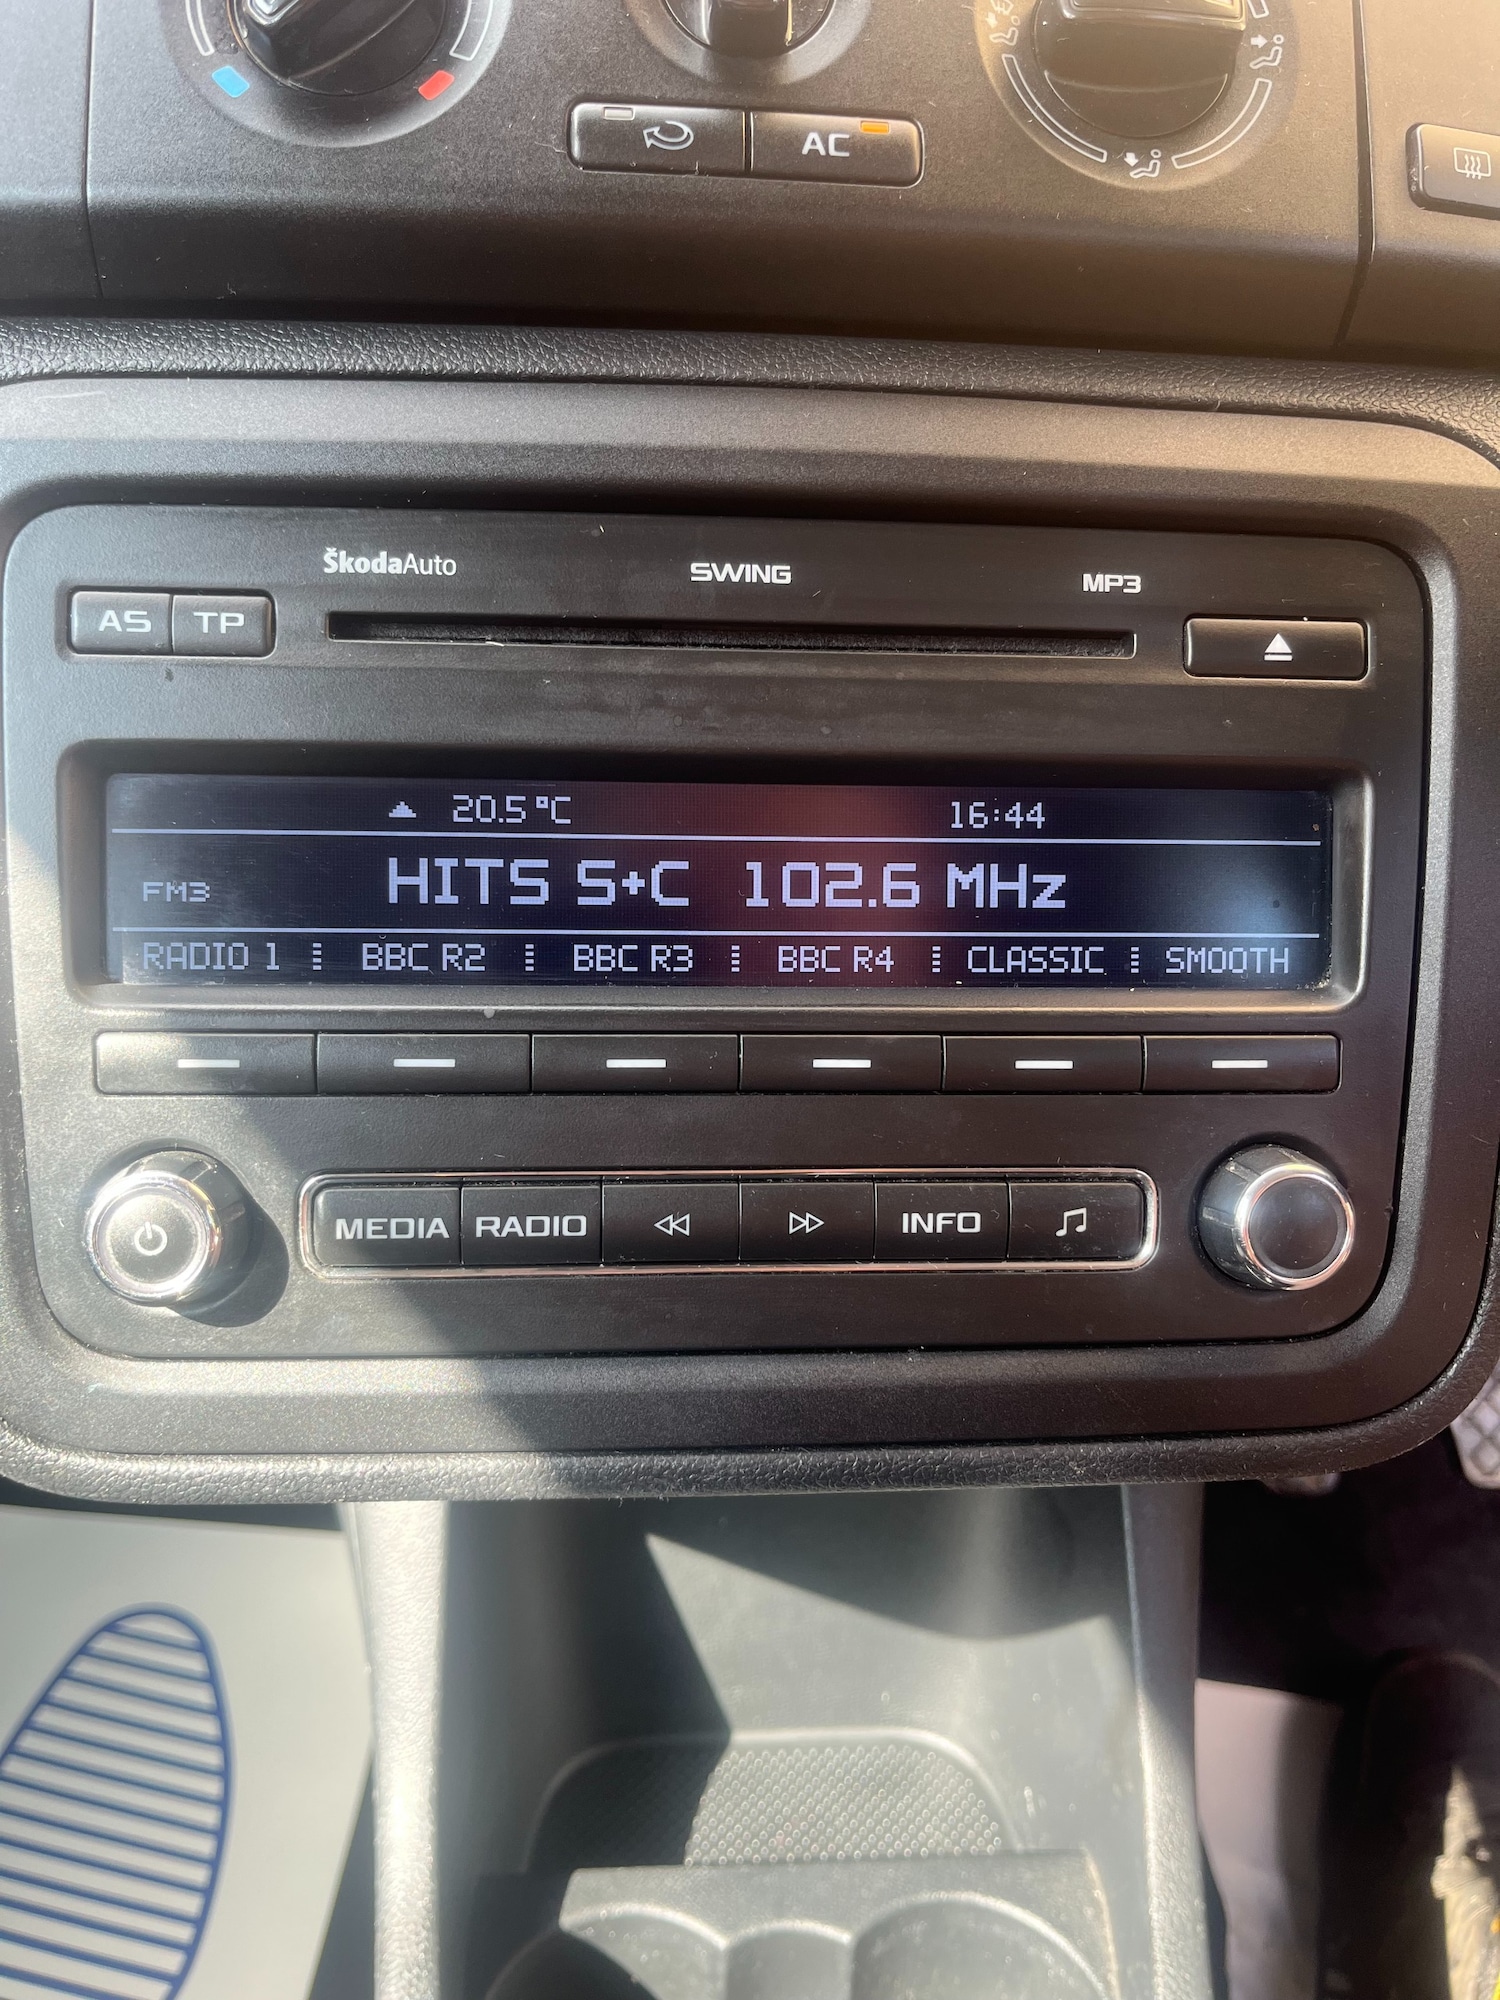 AC
ŠkodaAuto SWING MP3
AS TP
20.5°C 16:44
FM3 HITS S+C 102.6 MHz
RADIO 1 BBC R2 BBC R3 BBC R4 CLASSIC SMOOTH
MEDIA RADIO INFO